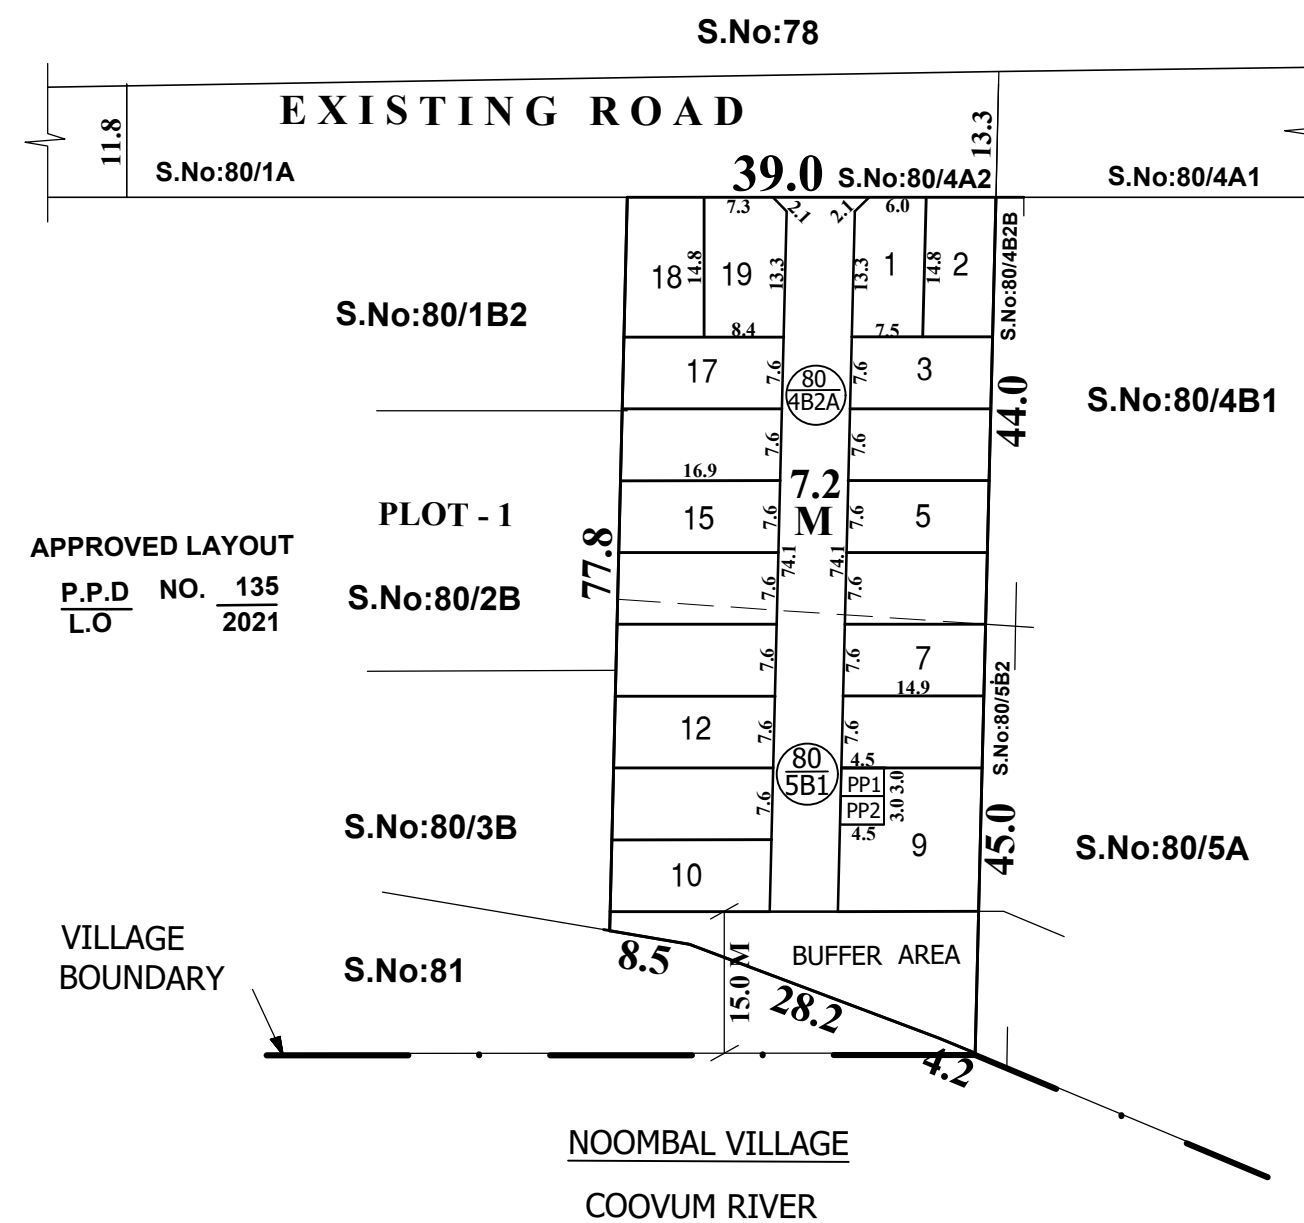 S.No:78
EXISTING ROAD
11.8
13.3
S.No:80/1A
39.0
S.No:80/4A2
S.No:80/4A1
7.3
2.1
2.1
6.0
18
14.8
19
13.3
13.3
1
14.8
2
S.No:80/4B2B
S.No:80/1B2
8.4
7.5
17
7.6
80
4B2A
7.6
3
44.0
S.No:80/4B1
7.6
7.6
16.9
7.2
M
PLOT - 1
15
7.6
7.6
5
APPROVED LAYOUT
P.P.D
L.O
NO.
135
2021
77.8
74.1
74.1
S.No:80/2B
7.6
7.6
7.6
7.6
7
14.9
S.No:80/5B2
12
7.6
7.6
80
5B1
4.5
PP1
3.0
PP2
3.0
4.5
7.6
S.No:80/3B
9
45.0
S.No:80/5A
10
VILLAGE
BOUNDARY
S.No:81
8.5
15.0 M
BUFFER AREA
28.2
4.2
NOOMBAL VILLAGE
COOVUM RIVER